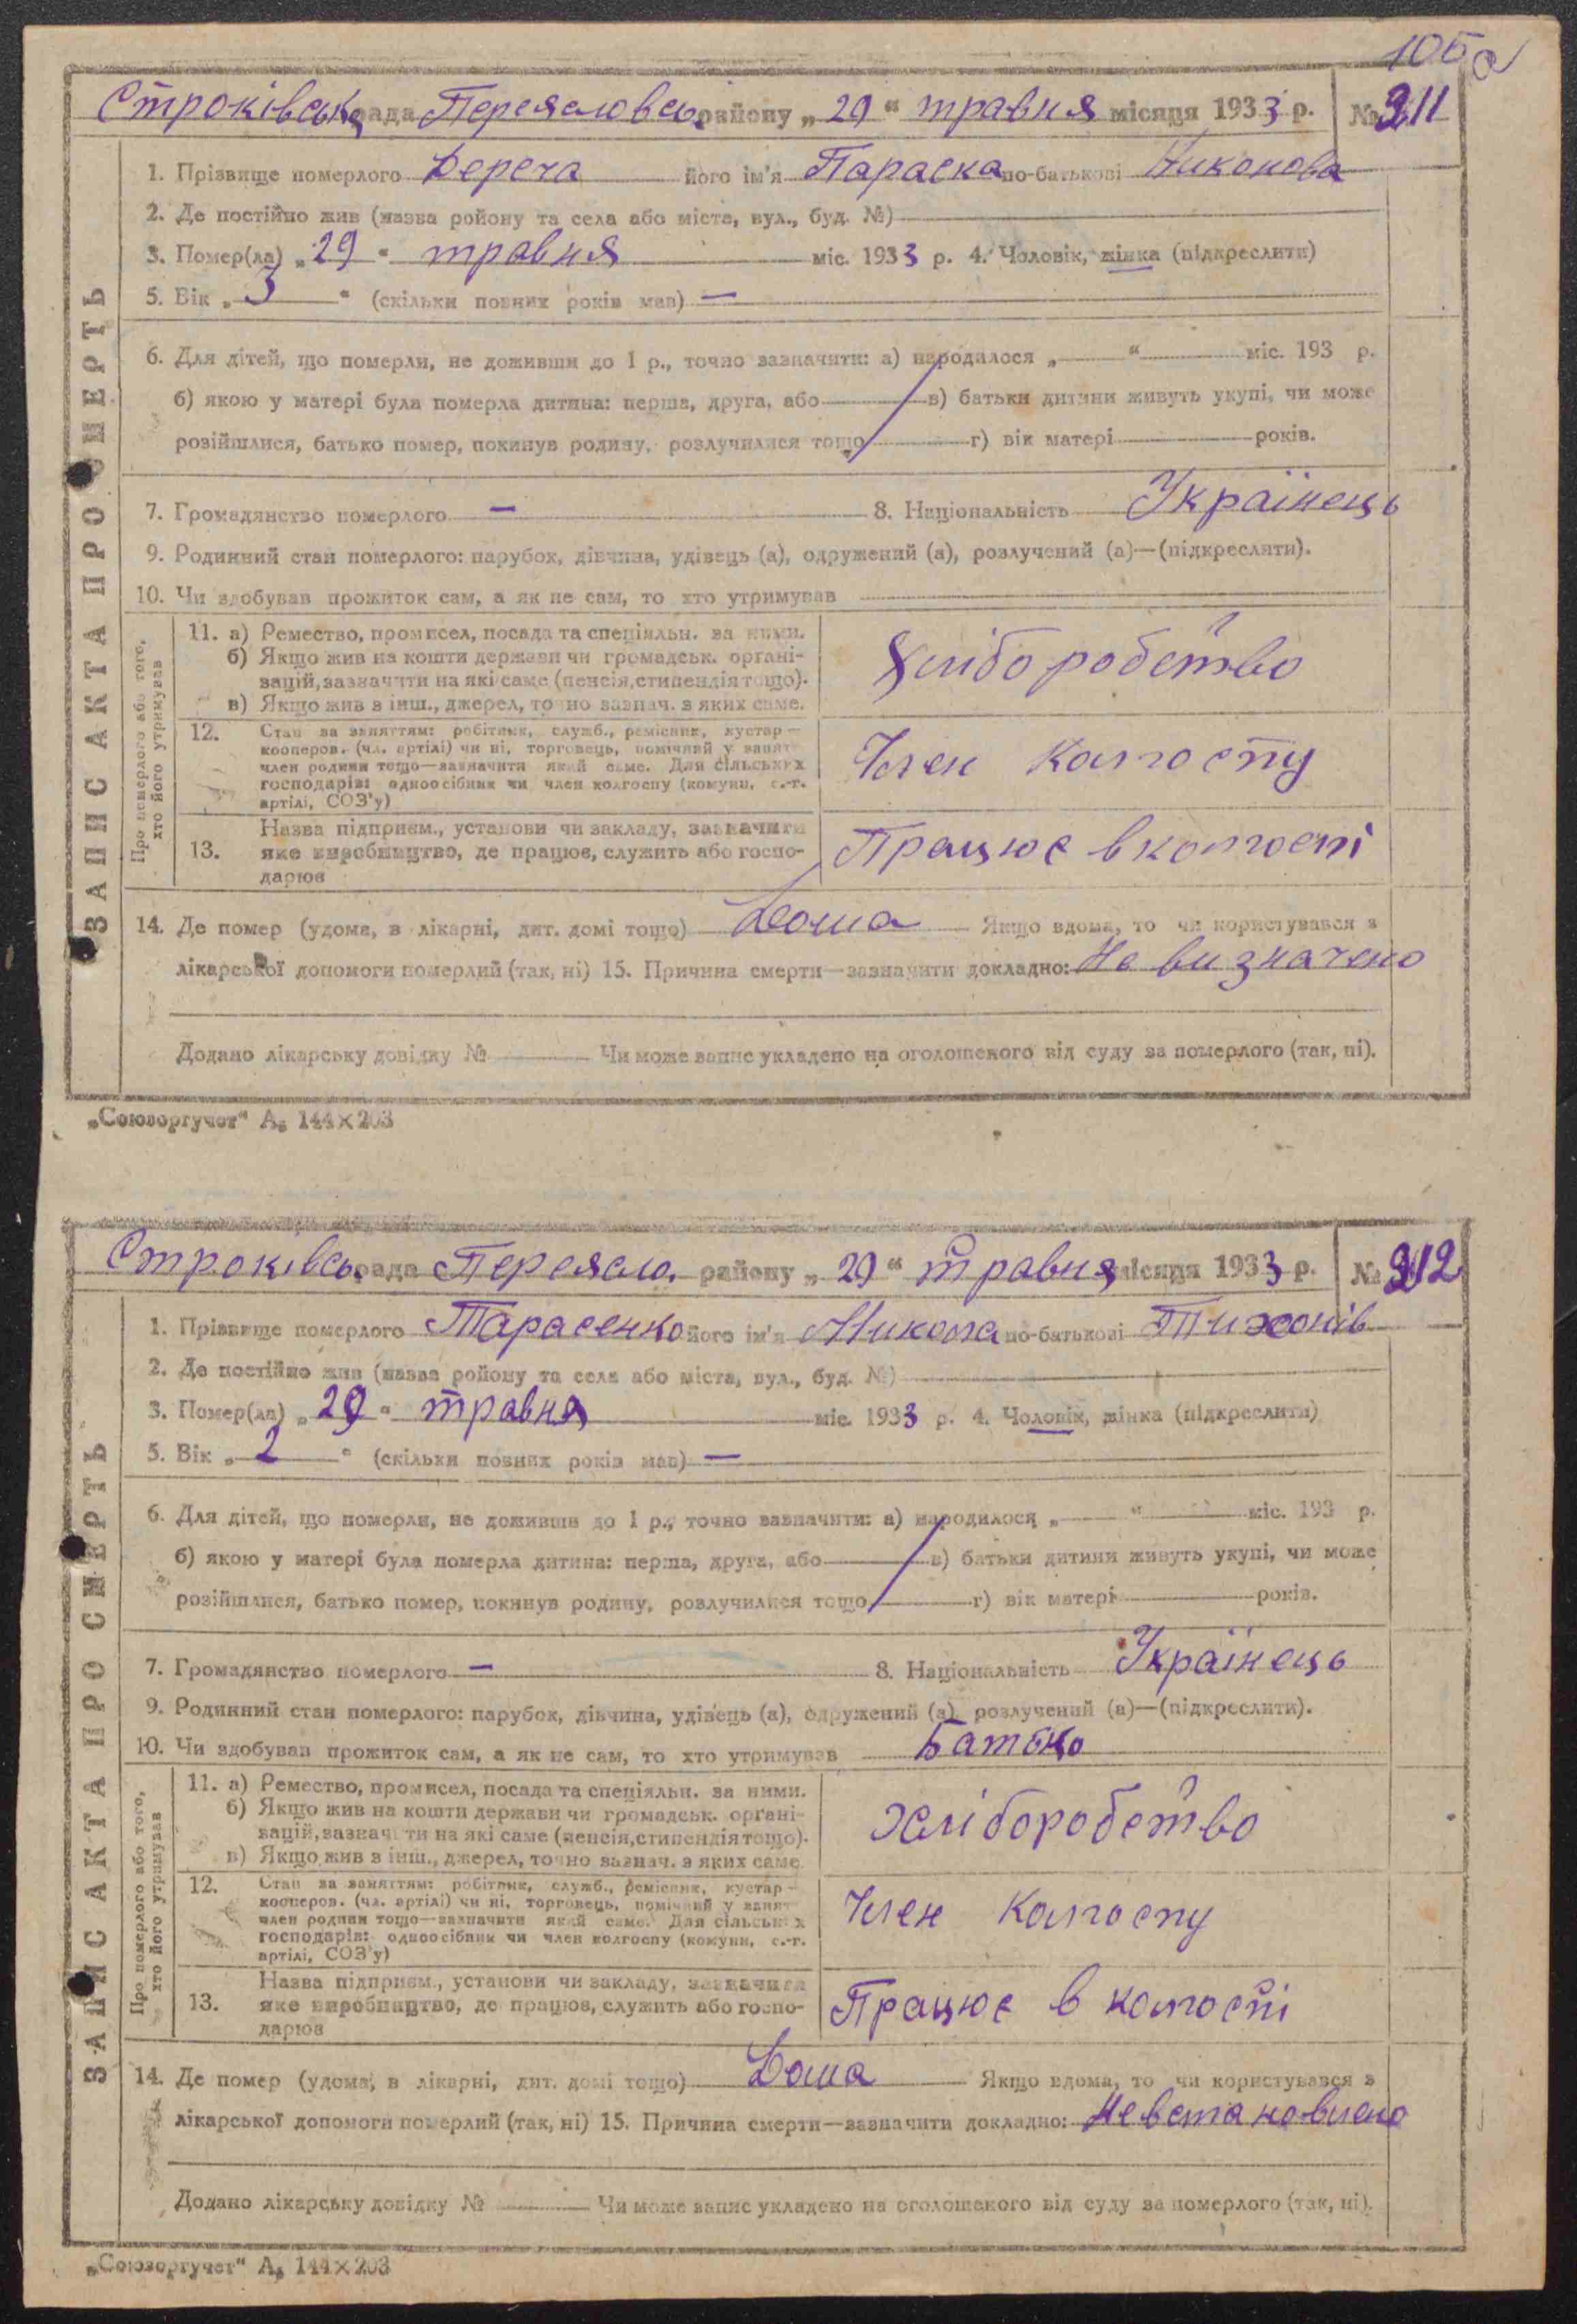 105
Строківська рада Переяславсь. району „ 29 “ травня місяця 1933 р. № 311
1. Прізвище померлого Дереча його ім'я Параска по-батькові Никонова
2. Де постійно жив (назва ройону та села або міста, вул., буд. №)
3. Помер(ла) „ 29 “ травня міс. 1933 р. 4. Чоловік, жінка (підкреслити)
5. Вік „ 3 “ (скільки повних років мав) —
6. Для дітей, що померли, не доживши до 1 р., точно зазначити: а) народилося „ “ міс. 193 р.
б) якою у матері була померла дитина: перша, друга, або в) батьки дитини живуть укупі, чи може
розійшлися, батько помер, покинув родину, розлучилися тощо г) вік матері років.
7. Громадянство померлого — 8. Національність Українець
9. Родинний стан померлого: парубок, дівчина, удівець (а), одружений (а), розлучений (а)—(підкреслити).
10. Чи здобував прожиток сам, а як не сам, то хто утримував
ЗАПИС АКТА ПРО СМЕРТЬ
Про померлого або того, хто його утримував
11. а) Ремество, промисел, посада та спеціяльн. за ними.
б) Якщо жив на кошти держави чи громадськ. органі-
зацій, зазначити на які саме (пенсія, стипендія тощо).
в) Якщо жив з інш., джерел, точно зазнач. з яких саме.
Хліборобство
12. Стан за заняттям: робітник, служб., ремісник, кустар —
кооперов. (чл. артілі) чи ні, торговець, помічний у занят
член родини тощо—зазначити який саме. Для сільських
господарів: одноосібник чи член колгоспу (комуни, с.-г.
артілі, СОЗ'у)
Член колгоспу
13. Назва підприєм., установи чи закладу, зазначити
яке виробництво, де працює, служить або госпо-
дарює
Працює в колгоспі
14. Де помер (удома, в лікарні, дит. домі тощо) Дома Якщо вдома, то чи користувався з
лікарської допомоги померлий (так, ні) 15. Причина смерти—зазначити докладно: Не визначено
Додано лікарську довідку № Чи може запис укладено на оголошеного від суду за померлого (так, ні).
„Союзоргучет“ А₅ 144×203
Строківсь. рада Переясла. району „ 29 “ травня місяця 1933 р. № 312
1. Прізвище померлого Тарасенко його ім'я Микола по-батькові Тихонів
2. Де постійно жив (назва ройону та села або міста, вул., буд. №)
3. Помер(ла) „ 29 “ травня міс. 1933 р. 4. Чоловік, жінка (підкреслити)
5. Вік „ 2 “ (скільки повних років мав) —
6. Для дітей, що померли, не доживши до 1 р., точно зазначити: а) народилося „ “ міс. 193 р.
б) якою у матері була померла дитина: перша, друга, або в) батьки дитини живуть укупі, чи може
розійшлися, батько помер, покинув родину, розлучилися тощо г) вік матері років.
7. Громадянство померлого — 8. Національність Українець
9. Родинний стан померлого: парубок, дівчина, удівець (а), одружений (а), розлучений (а)—(підкреслити).
10. Чи здобував прожиток сам, а як не сам, то хто утримував Батько
ЗАПИС АКТА ПРО СМЕРТЬ
Про померлого або того, хто його утримував
11. а) Ремество, промисел, посада та спеціяльн. за ними.
б) Якщо жив на кошти держави чи громадськ. органі-
зацій, зазначити на які саме (пенсія, стипендія тощо).
в) Якщо жив з інш., джерел, точно зазнач. з яких саме
хліборобство
12. Стан за заняттям: робітник, служб., ремісник, кустар —
кооперов. (чл. артілі) чи ні, торговець, помічний у занят
член родини тощо—зазначити який саме. Для сільських
господарів: одноосібник чи член колгоспу (комуни, с.-г.
артілі, СОЗ'у)
Член колгоспу
13. Назва підприєм., установи чи закладу, зазначити
яке виробництво, де працює, служить або госпо-
дарює
Працює в колгоспі
14. Де помер (удома, в лікарні, дит. домі тощо) Дома Якщо вдома, то чи користувався з
лікарської допомоги померлий (так, ні) 15. Причина смерти—зазначити докладно: Невстановлено
Додано лікарську довідку № Чи може запис укладено на оголошеного від суду за померлого (так, ні).
„Союзоргучет“ А₅ 144×203